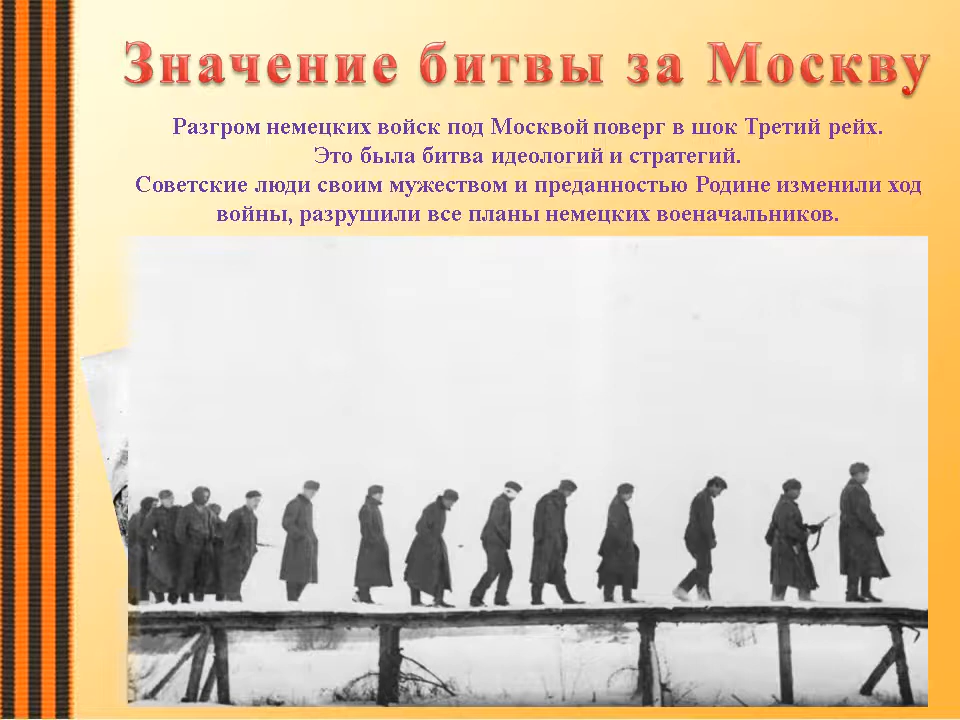 Значение битвы за Москву
Разгром немецких войск под Москвой поверг в шок Третий рейх.
Это была битва идеологий и стратегий.
Советские люди своим мужеством и преданностью Родине изменили ход
войны, разрушили все планы немецких военачальников.